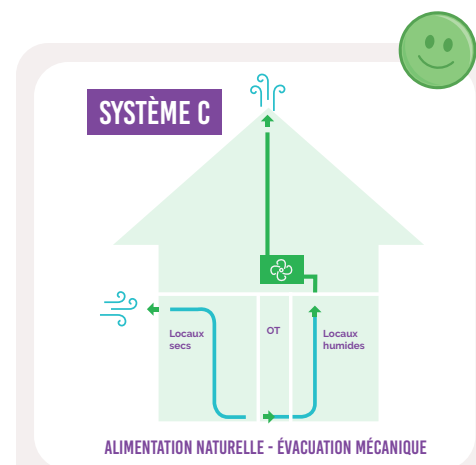 SYSTÈME C
Locaux
secs
OT
Locaux
humides
ALIMENTATION NATURELLE - ÉVACUATION MÉCANIQUE